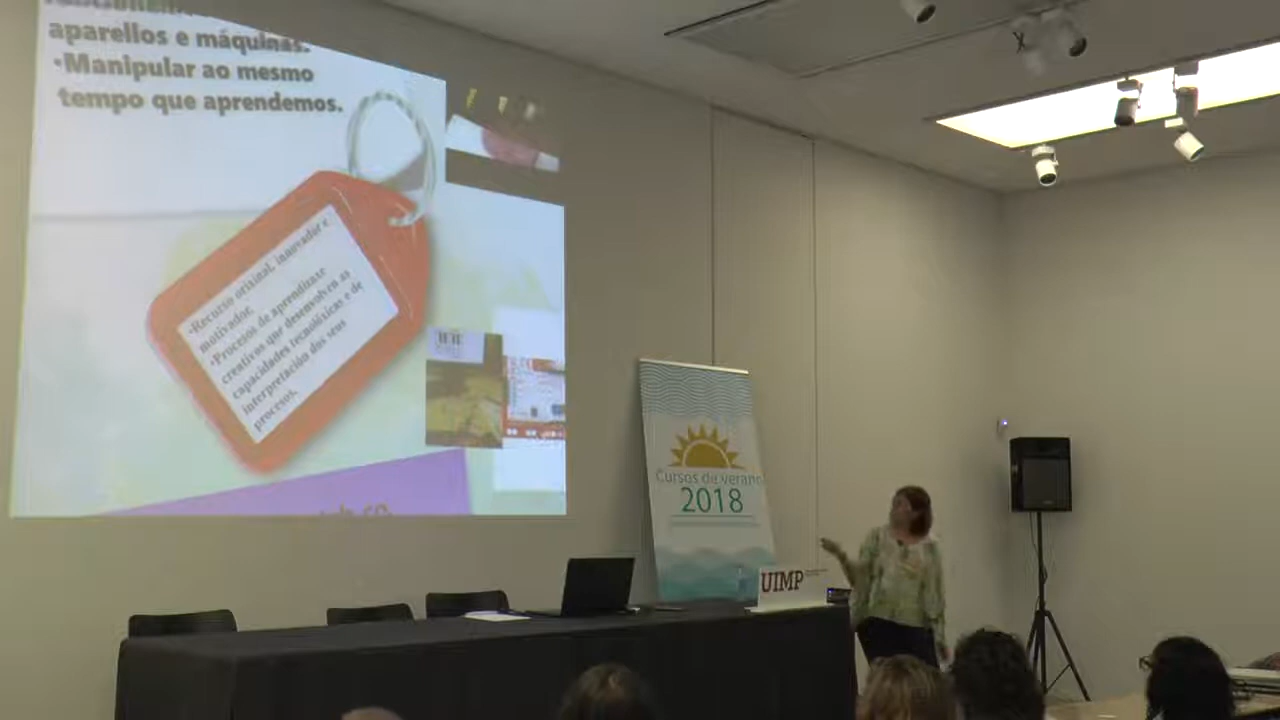 aparellos e máquinas.
•Manipular ao mesmo
tempo que aprendemos.
•Recurso orixinal, innovador e
motivador.
•Procesos de aprendizaxe
creativos que desenvolven as
capacidades tecnolóxicas e de
interpretación dos seus
procesos.
Cursos de verano
2018
UIMP